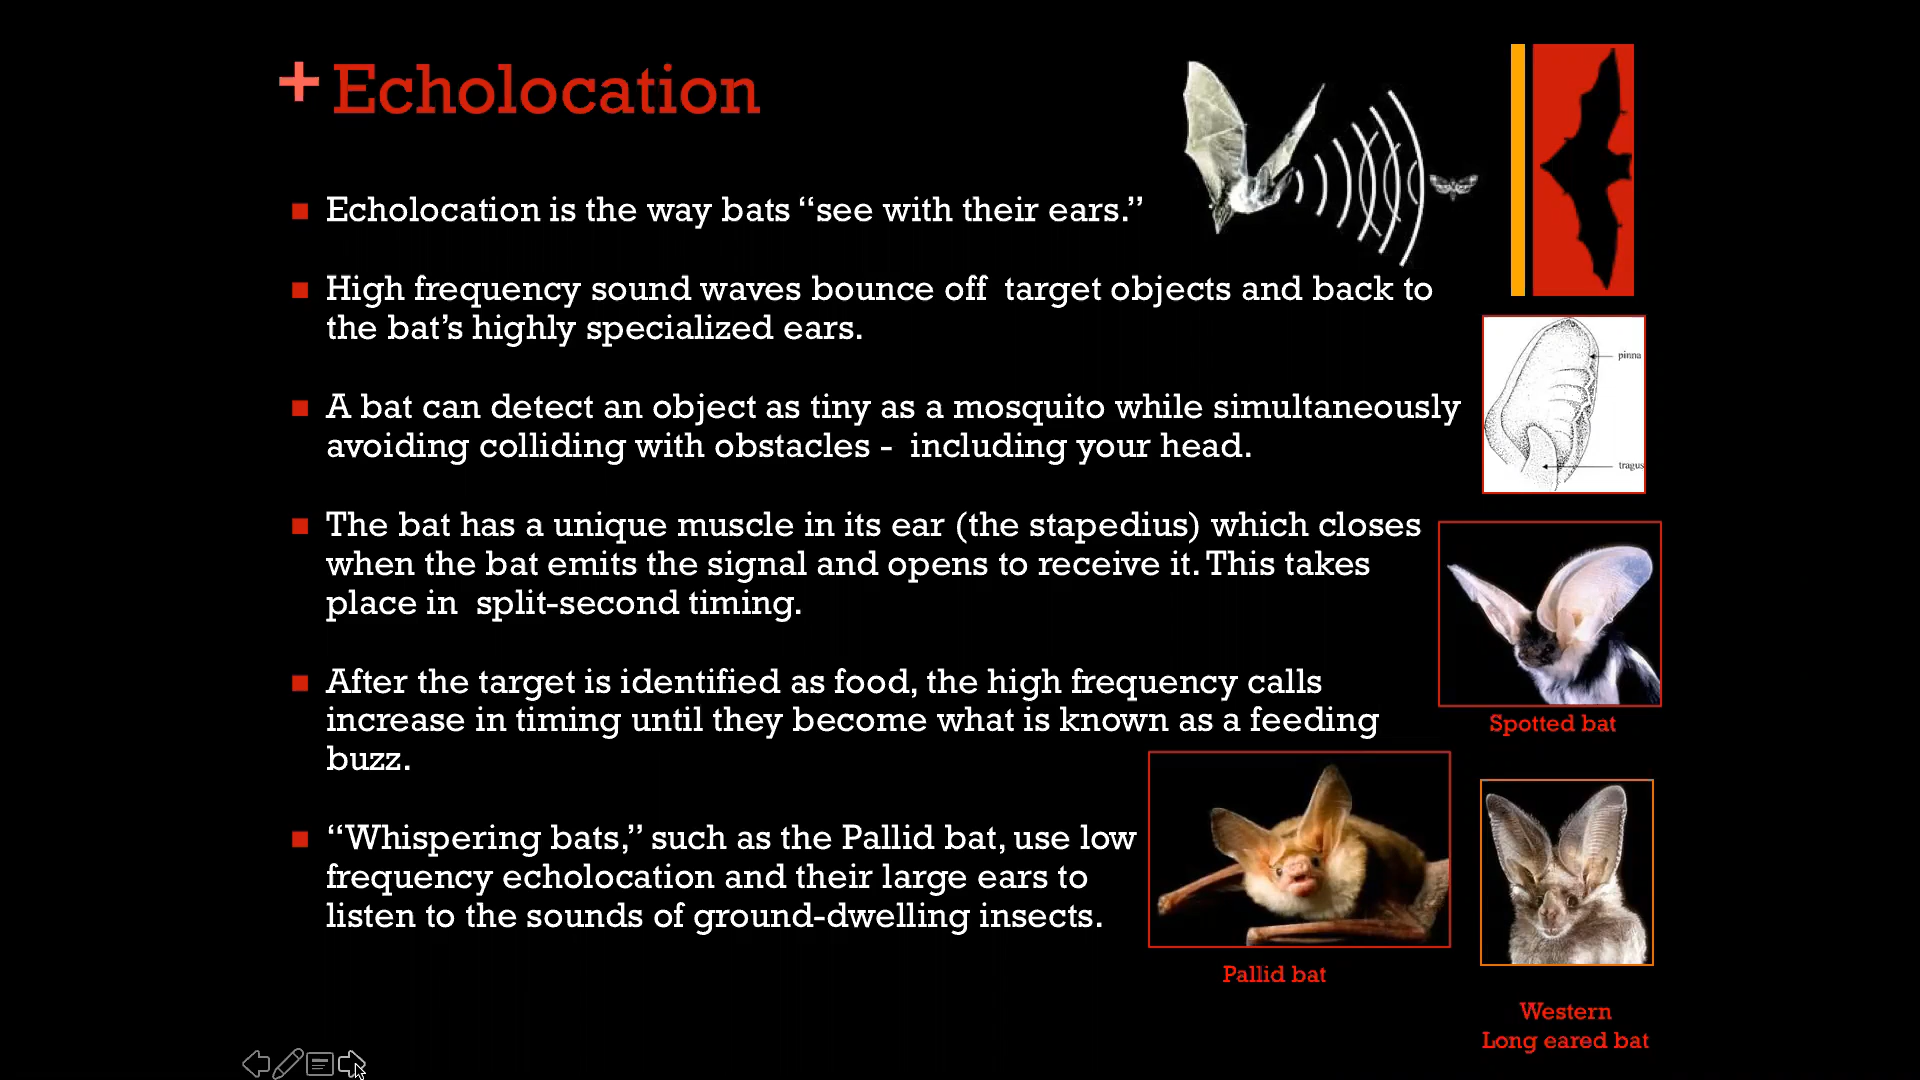 + Echolocation
Echolocation is the way bats “see with their ears.”
High frequency sound waves bounce off  target objects and back to
the bat’s highly specialized ears.
A bat can detect an object as tiny as a mosquito while simultaneously
avoiding colliding with obstacles -  including your head.
The bat has a unique muscle in its ear (the stapedius) which closes
when the bat emits the signal and opens to receive it. This takes
place in  split-second timing.
After the target is identified as food, the high frequency calls
increase in timing until they become what is known as a feeding
buzz.
“Whispering bats,” such as the Pallid bat, use low
frequency echolocation and their large ears to
listen to the sounds of ground-dwelling insects.
pinna
tragus
Spotted bat
Pallid bat
Western
Long eared bat